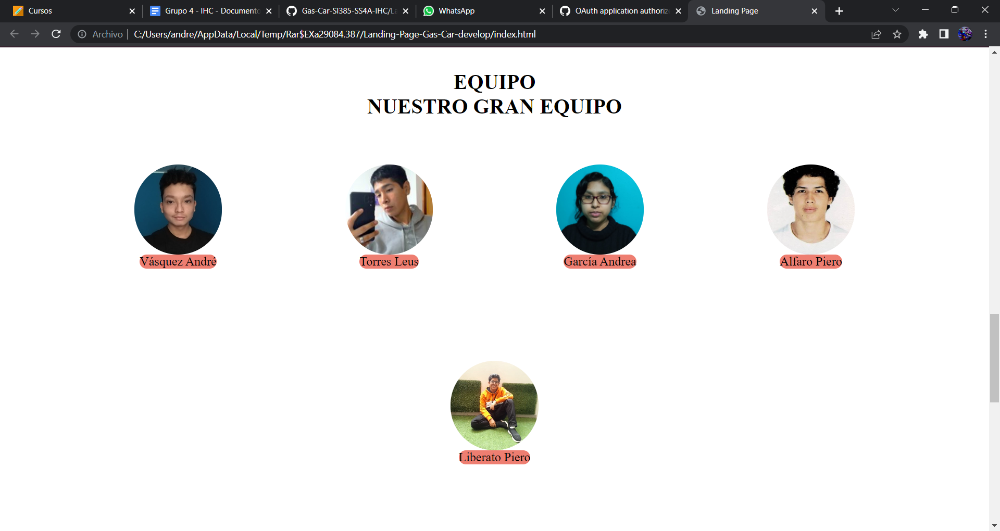 Cursos
Grupo 4 - IHC - Documento
Gas-Car-SI385-SS4A-IHC/La
WhatsApp
OAuth application authorize
Landing Page
Archivo
C:/Users/andre/AppData/Local/Temp/Rar$EXa29084.387/Landing-Page-Gas-Car-develop/index.html
EQUIPO
NUESTRO GRAN EQUIPO
Vásquez André
Torres Leus
García Andrea
Alfaro Piero
Liberato Piero